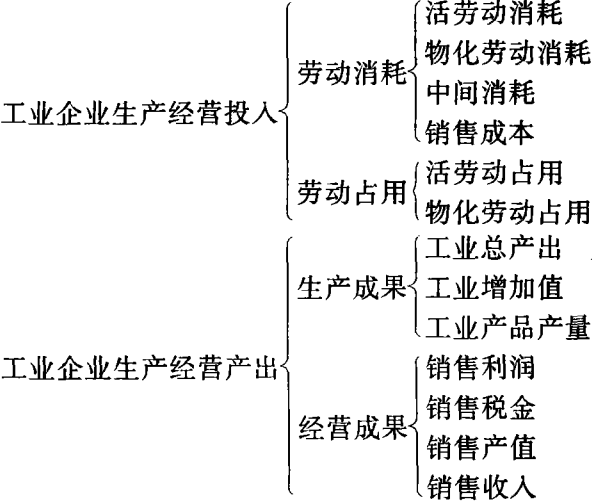 工业企业生产经营投入
劳动消耗
活劳动消耗
物化劳动消耗
中间消耗
销售成本
劳动占用
活劳动占用
物化劳动占用
工业企业生产经营产出
生产成果
工业总产出
工业增加值
工业产品产量
经营成果
销售利润
销售税金
销售产值
销售收入